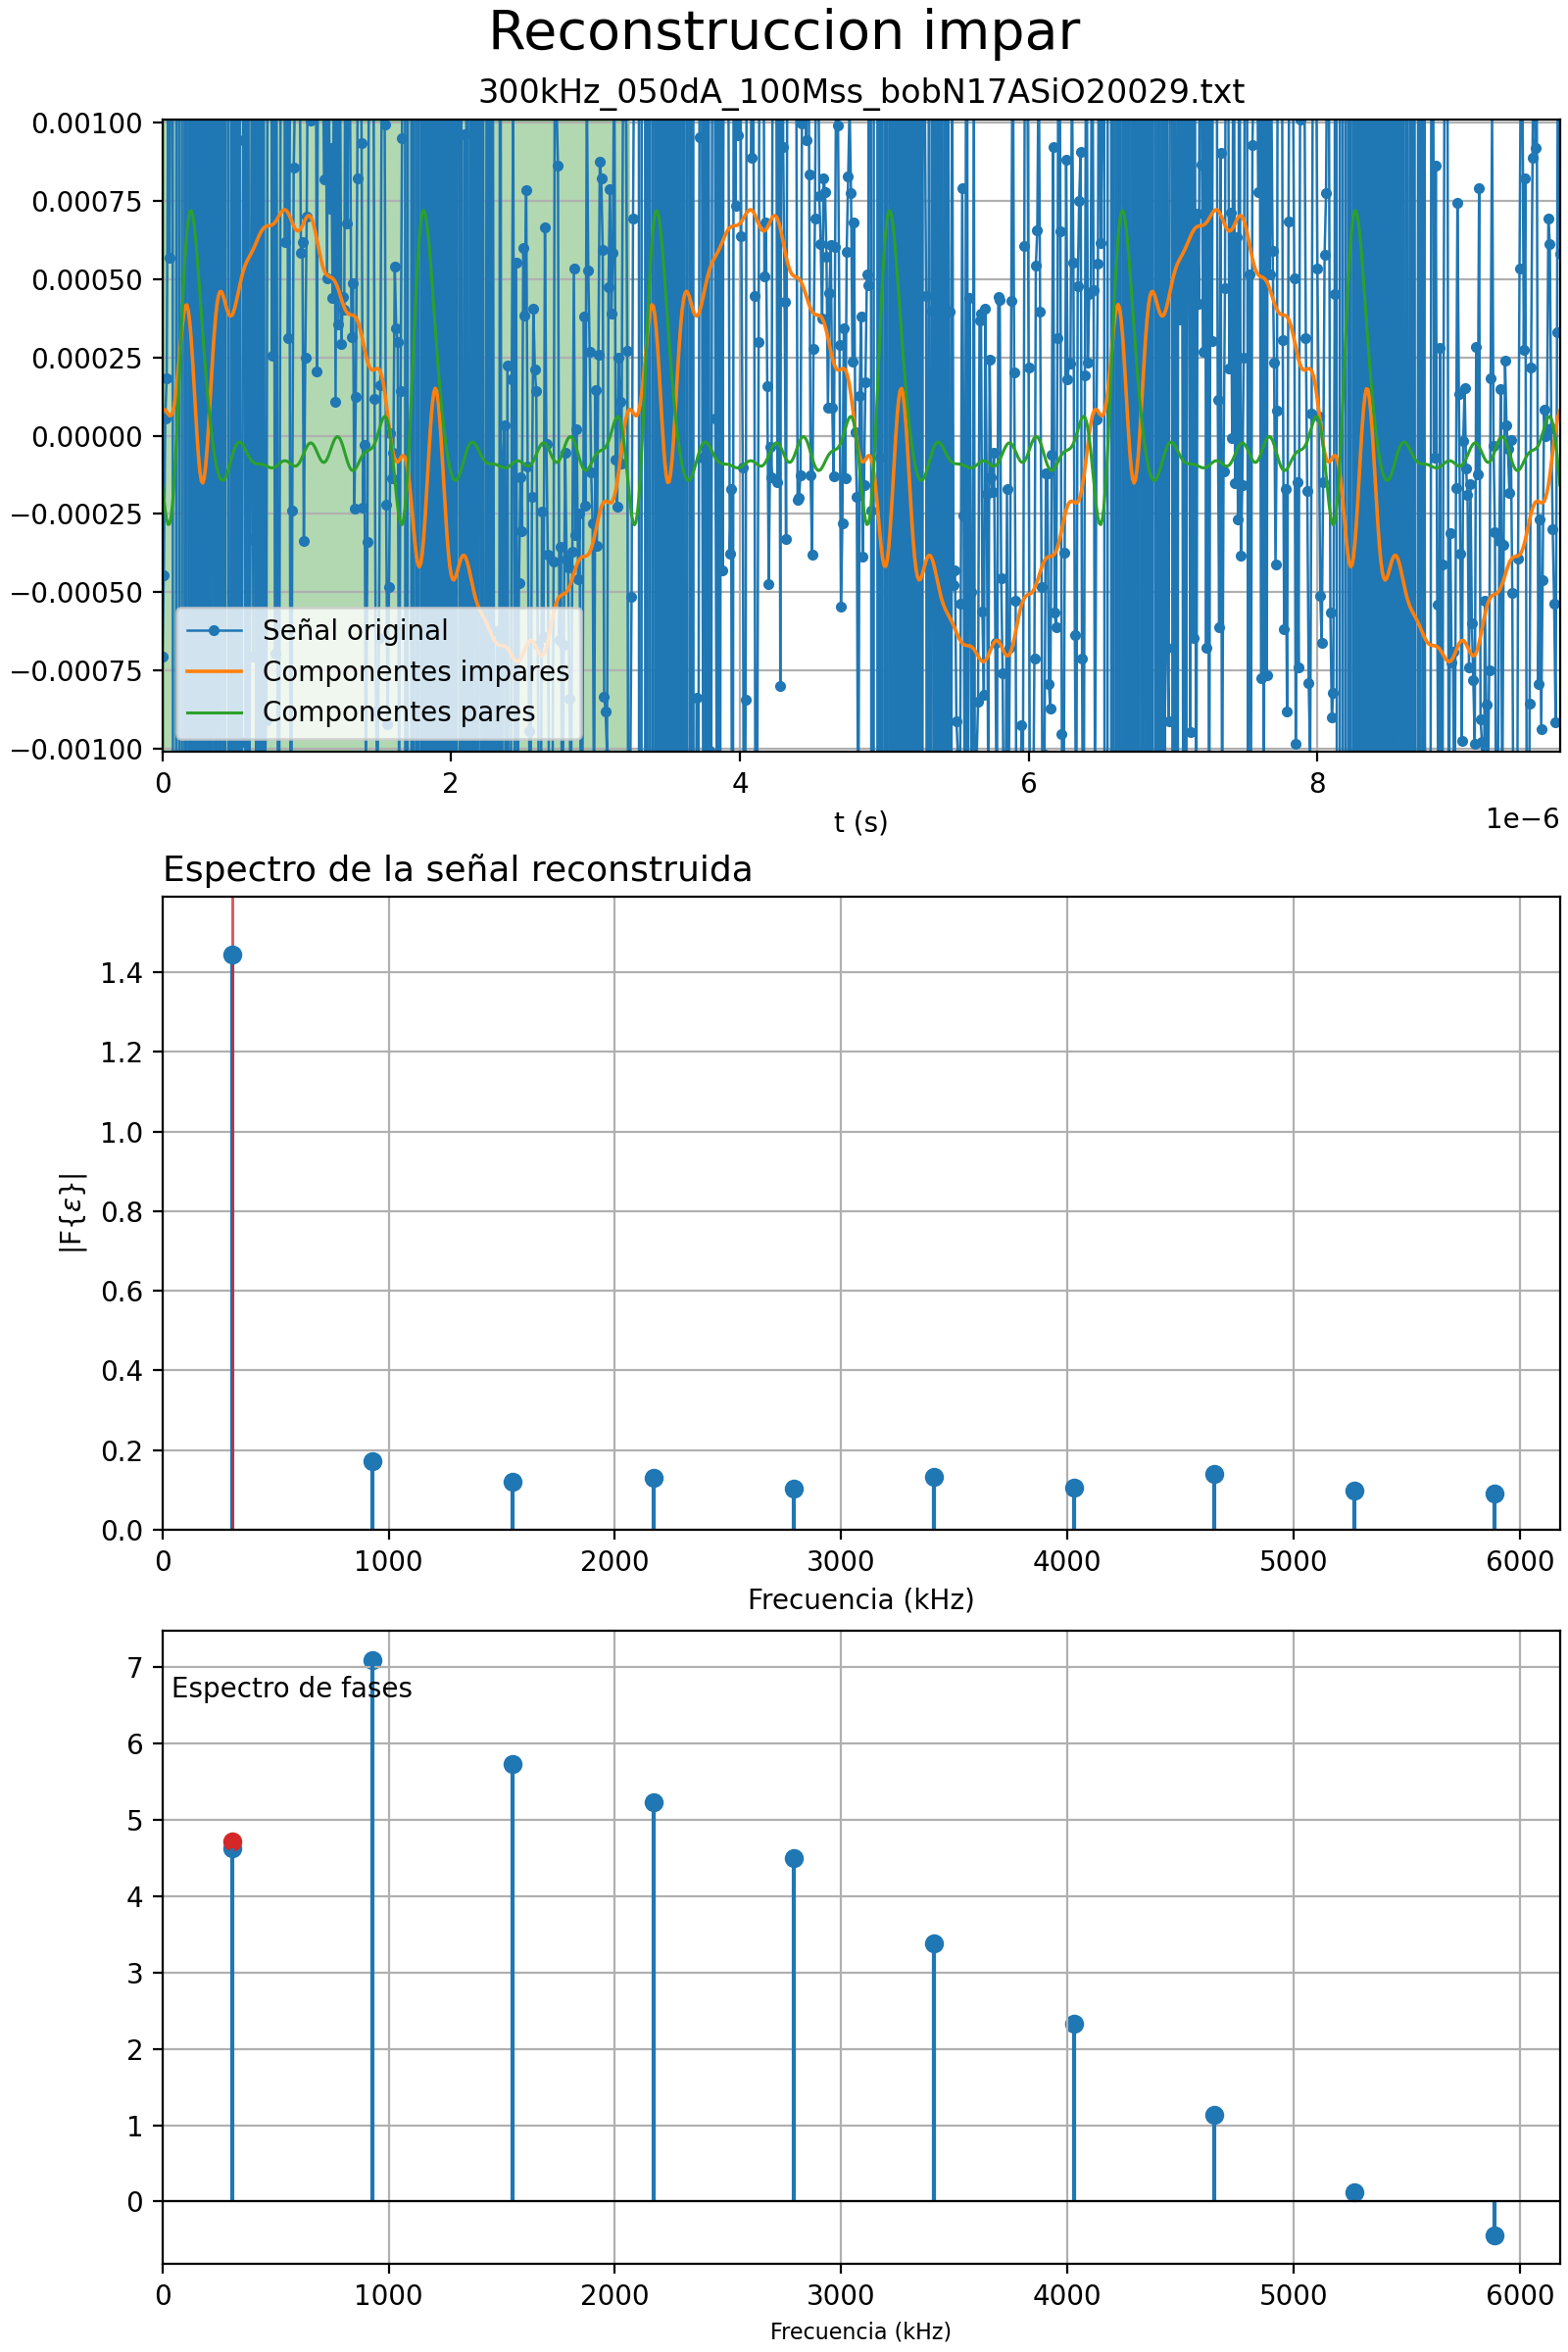 Reconstruccion impar
300kHz_050dA_100Mss_bobN17ASiO20029.txt
0.00100
0.00075
0.00050
0.00025
0.00000
−0.00025
−0.00050
−0.00075
−0.00100
Señal original
Componentes impares
Componentes pares
0 2 4 6 8
1e−6
t (s)
Espectro de la señal reconstruida
1.4
1.2
1.0
0.8
0.6
0.4
0.2
0.0
|F{ε}|
0 1000 2000 3000 4000 5000 6000
Frecuencia (kHz)
Espectro de fases
7
6
5
4
3
2
1
0
0 1000 2000 3000 4000 5000 6000
Frecuencia (kHz)